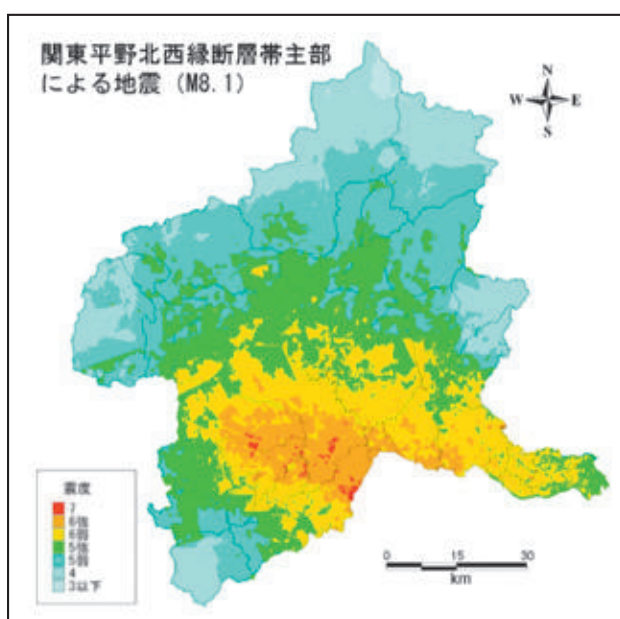 関東平野北西縁断層帯主部
による地震（M8.1）
N
W E
S
震度
7
6強
6弱
5強
5弱
4
3以下
0 15 30
km